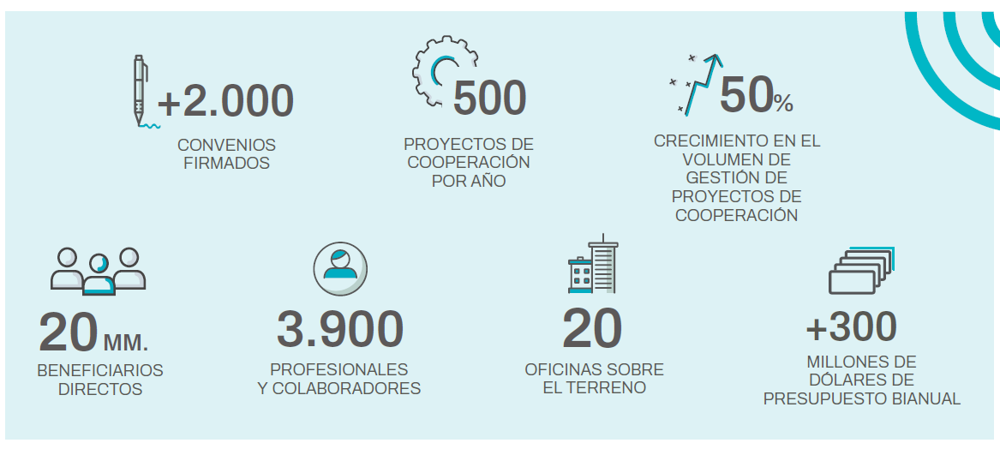 +2.000
CONVENIOS
FIRMADOS
500
PROYECTOS DE
COOPERACIÓN
POR AÑO
50%
CRECIMIENTO EN EL
VOLUMEN DE
GESTIÓN DE
PROYECTOS DE
COOPERACIÓN
20 MM.
BENEFICIARIOS
DIRECTOS
3.900
PROFESIONALES
Y COLABORADORES
20
OFICINAS SOBRE
EL TERRENO
+300
MILLONES DE
DÓLARES DE
PRESUPUESTO BIANUAL